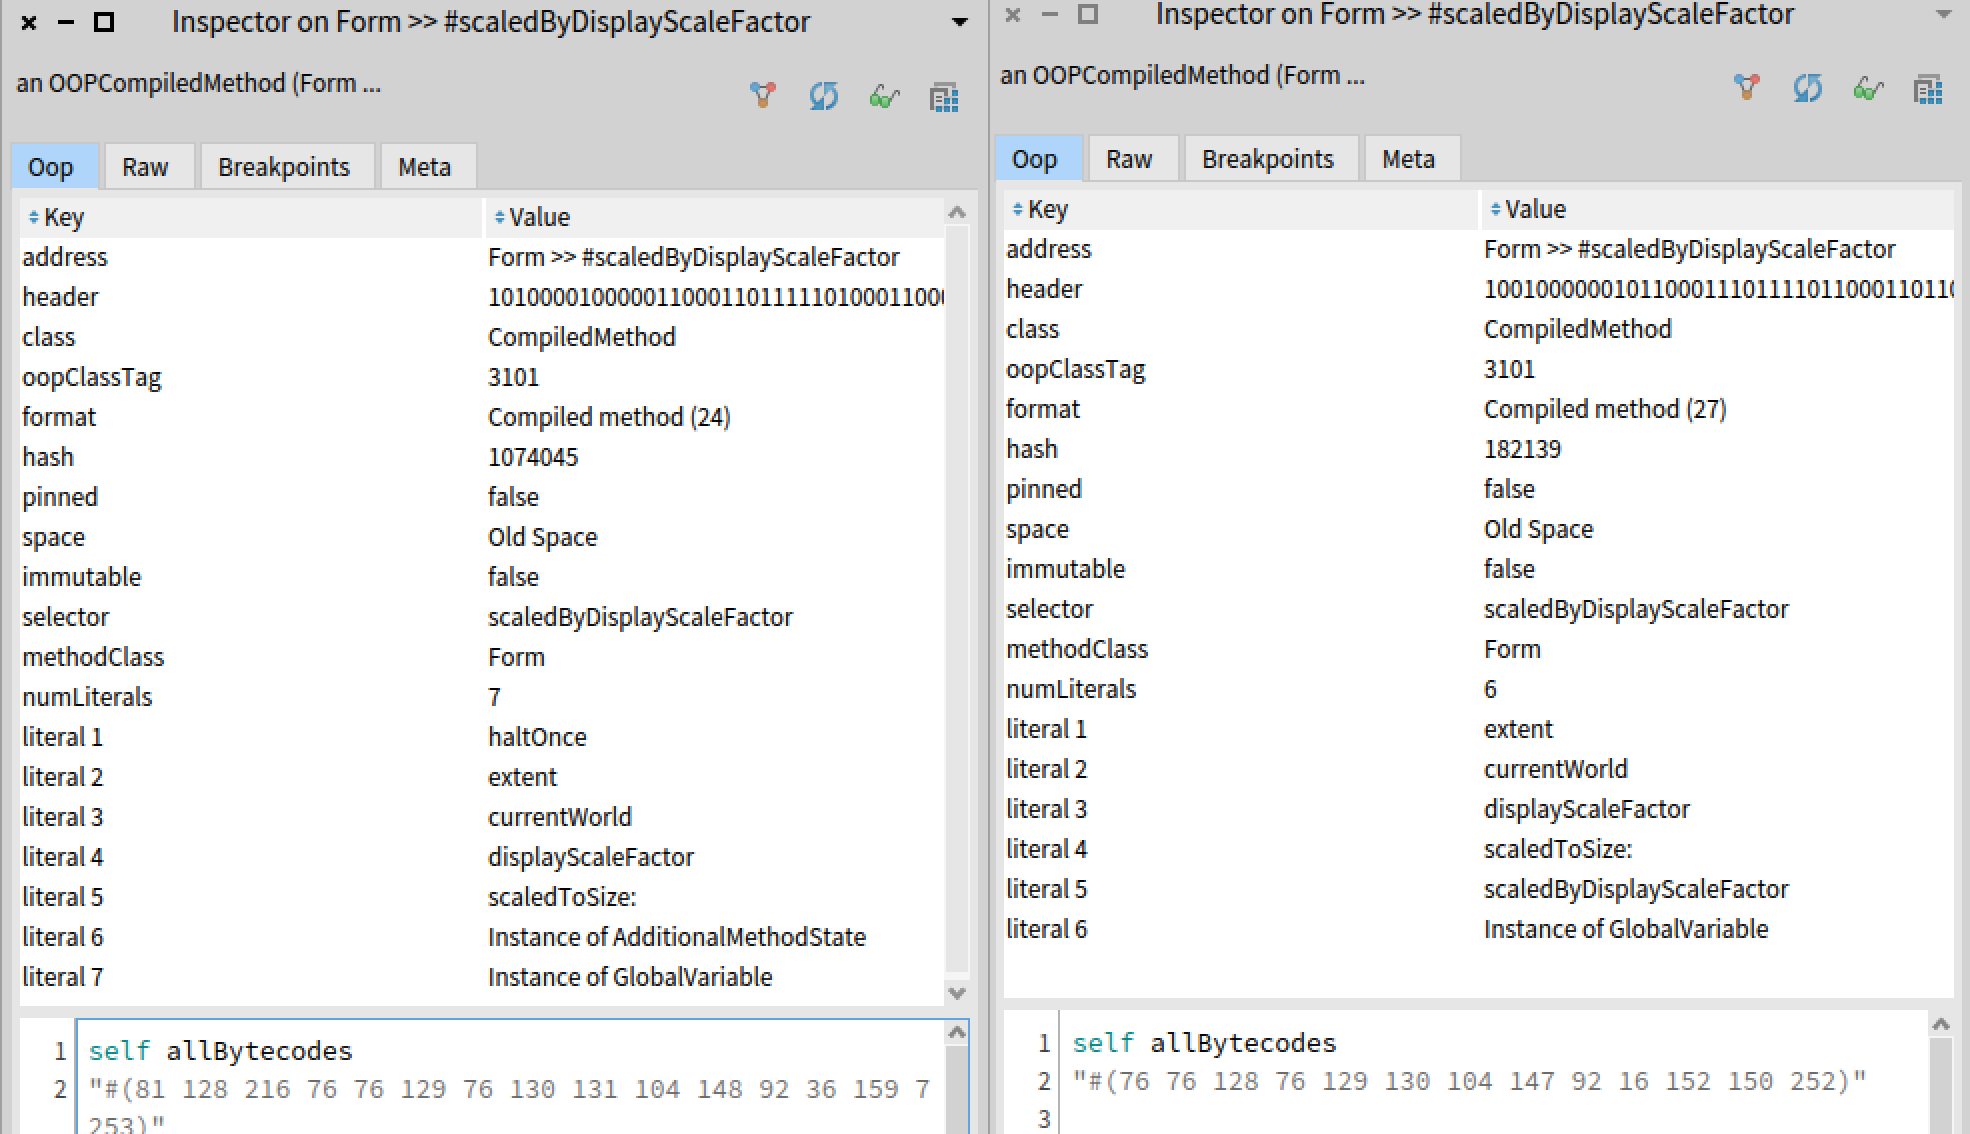 Inspector on Form >> #scaledByDisplayScaleFactor
an OOPCompiledMethod (Form ...
Oop Raw Breakpoints Meta
Key Value
address Form >> #scaledByDisplayScaleFactor
header
class CompiledMethod
oopClassTag 3101
format Compiled method (24)
hash 1074045
pinned false
space Old Space
immutable false
selector scaledByDisplayScaleFactor
methodClass Form
numLiterals 7
literal 1 haltOnce
literal 2 extent
literal 3 currentWorld
literal 4 displayScaleFactor
literal 5 scaledToSize:
literal 6 Instance of AdditionalMethodState
literal 7 Instance of GlobalVariable
1 self allBytecodes
2 "#(81 128 216 76 76 129 76 130 131 104 148 92 36 159 7
253)"
Inspector on Form >> #scaledByDisplayScaleFactor
an OOPCompiledMethod (Form ...
Oop Raw Breakpoints Meta
Key Value
address Form >> #scaledByDisplayScaleFactor
header
class CompiledMethod
oopClassTag 3101
format Compiled method (27)
hash 182139
pinned false
space Old Space
immutable false
selector scaledByDisplayScaleFactor
methodClass Form
numLiterals 6
literal 1 extent
literal 2 currentWorld
literal 3 displayScaleFactor
literal 4 scaledToSize:
literal 5 scaledByDisplayScaleFactor
literal 6 Instance of GlobalVariable
1 self allBytecodes
2 "#(76 76 128 76 129 130 104 147 92 16 152 150 252)"
3